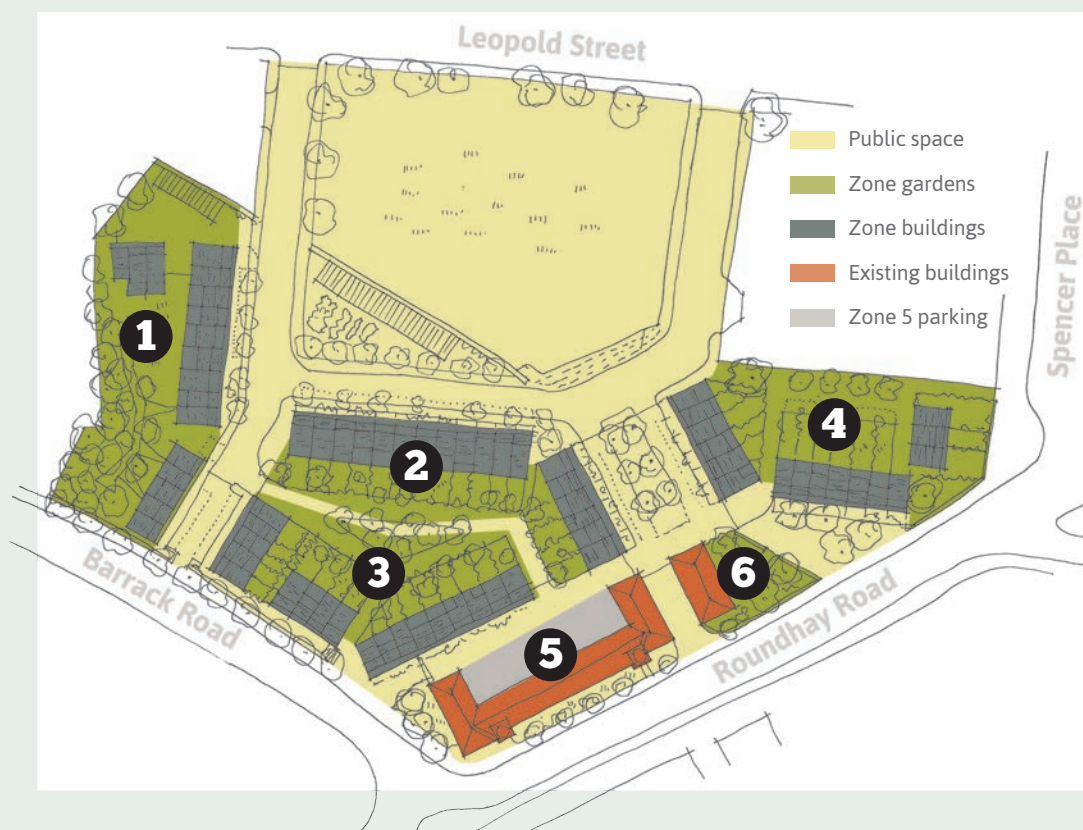 Leopold Street
Public space
Zone gardens
Zone buildings
Existing buildings
Zone 5 parking
Spencer Place
1
2
3
4
5
6
Barrack Road
Roundhay Road